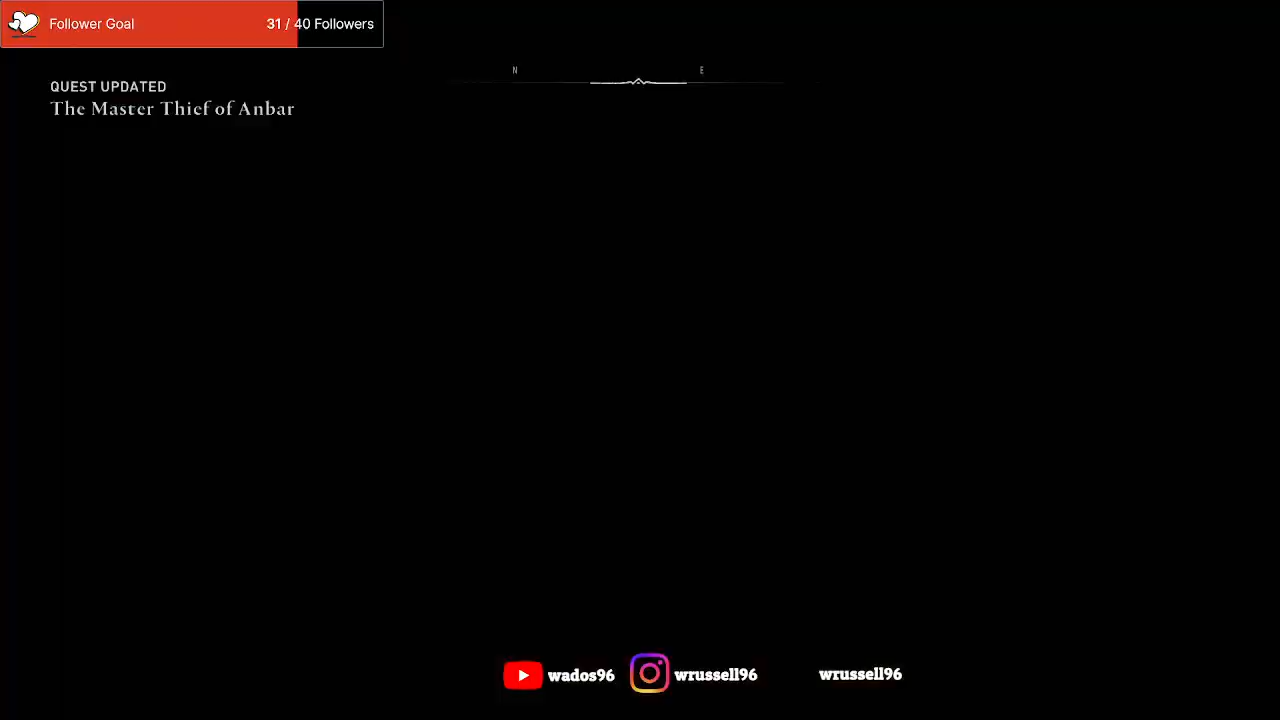 Follower Goal 31 / 40 Followers
N E
QUEST UPDATED
The Master Thief of Anbar
wados96 wrussell96 wrussell96